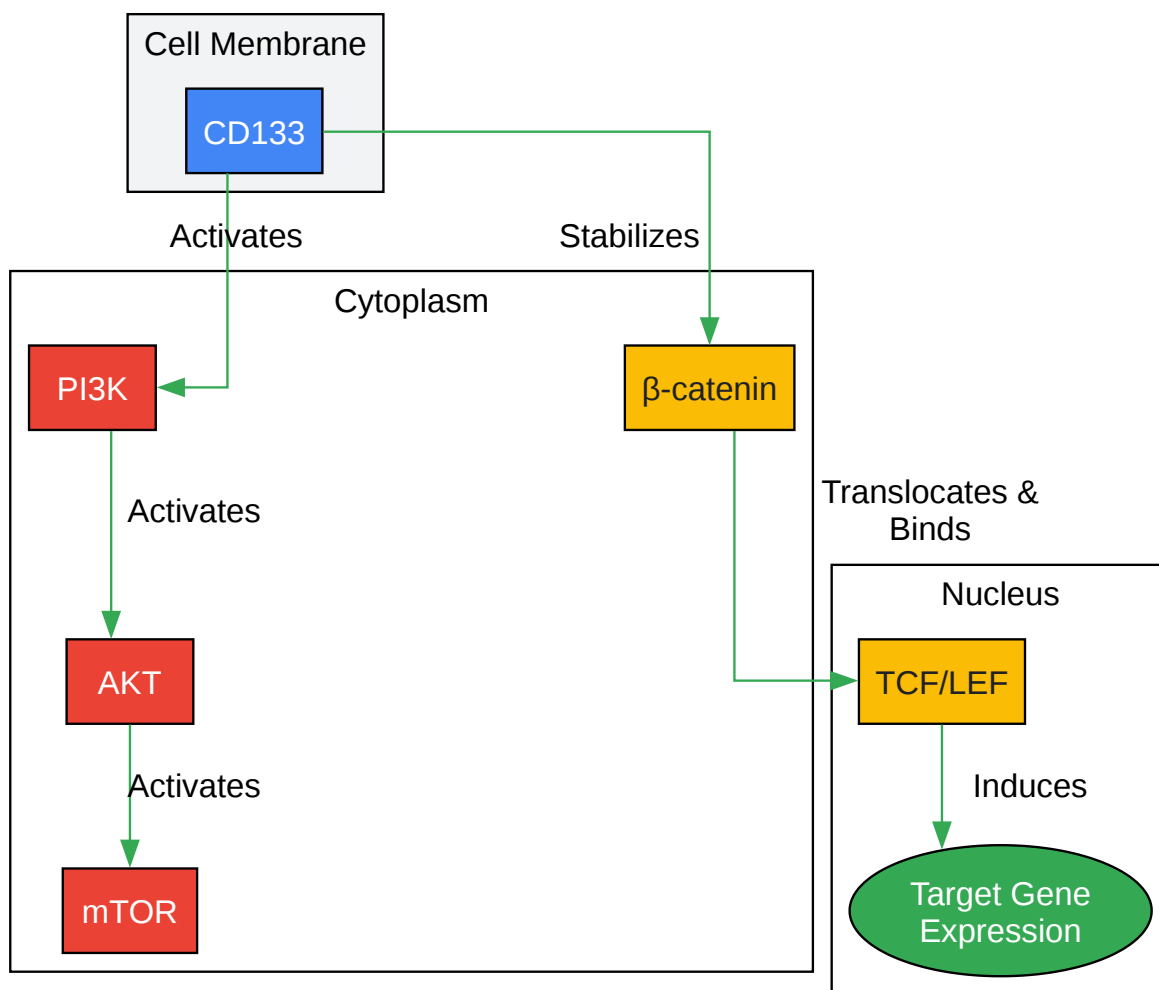 Cell Membrane
CD133
Activates
Stabilizes
Cytoplasm
PI3K
β-catenin
Activates
Translocates &
Binds
Nucleus
AKT
TCF/LEF
Activates
Induces
mTOR
Target Gene
Expression